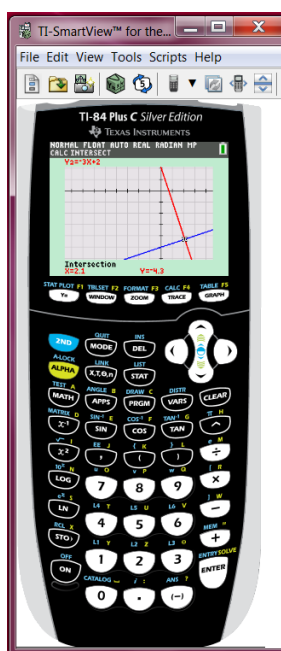 TI-SmartView™ for the...
File Edit View Tools Scripts Help
TI-84 Plus C Silver Edition
TEXAS INSTRUMENTS
NORMAL FLOAT AUTO REAL RADIAN MP
CALC INTERSECT
Y2=-3X+2
Intersection
X=2.1 Y=-4.3
STAT PLOT F1 TBLSET F2 FORMAT F3 CALC F4 TABLE F5
Y= WINDOW ZOOM TRACE GRAPH
QUIT INS
2ND MODE DEL
A-LOCK LINK LIST
ALPHA X,T,θ,n STAT
TEST A ANGLE B DRAW C DISTR
MATH APPS PRGM VARS CLEAR
MATRIX D SIN⁻¹ E COS⁻¹ F TAN⁻¹ G π H
x⁻¹ SIN COS TAN ^
√ I EE J { K } L e M
x² , ( ) ÷
10ˣ N u O v P w Q [ R
LOG 7 8 9 ×
eˣ S L4 T L5 U L6 V ] W
LN 4 5 6 −
RCL X L1 Y L2 Z L3 θ MEM "
STO› 1 2 3 +
OFF CATALOG i : ANS ? ENTRY SOLVE
ON 0 . (−) ENTER